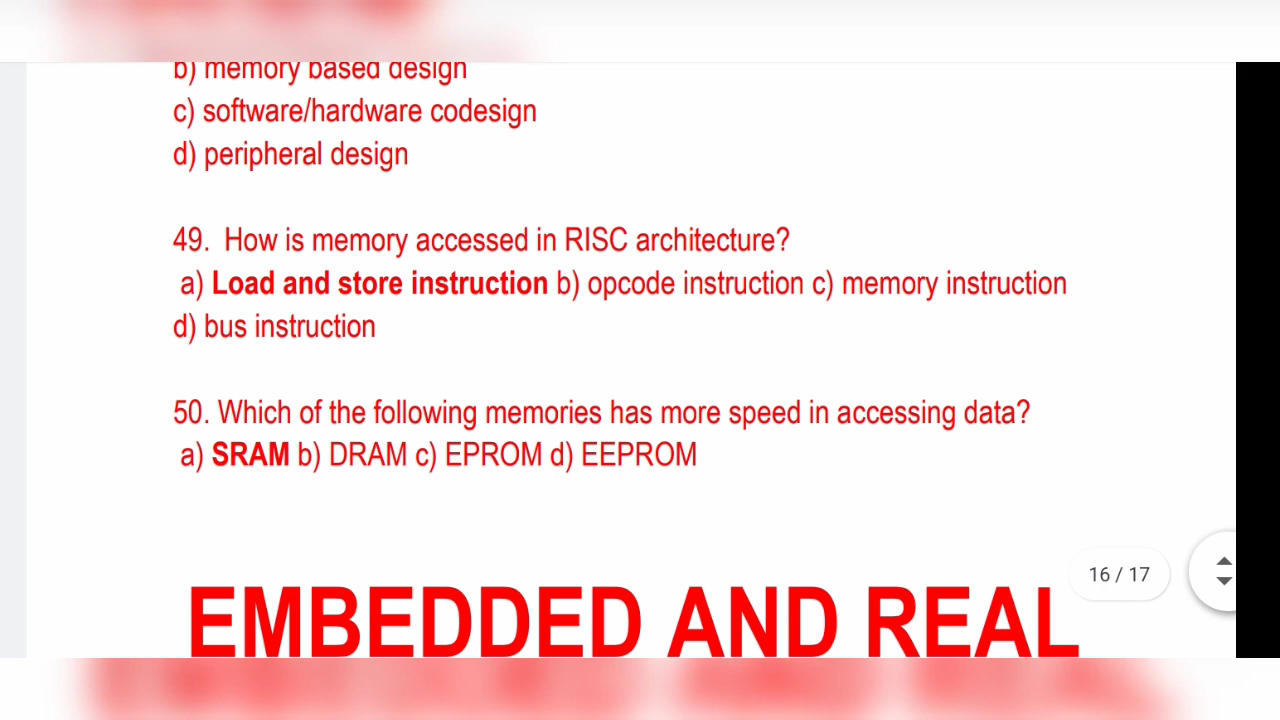 b) memory based design
c) software/hardware codesign
d) peripheral design
49. How is memory accessed in RISC architecture?
a) Load and store instruction b) opcode instruction c) memory instruction
d) bus instruction
50. Which of the following memories has more speed in accessing data?
a) SRAM b) DRAM c) EPROM d) EEPROM
16 / 17
EMBEDDED AND REAL